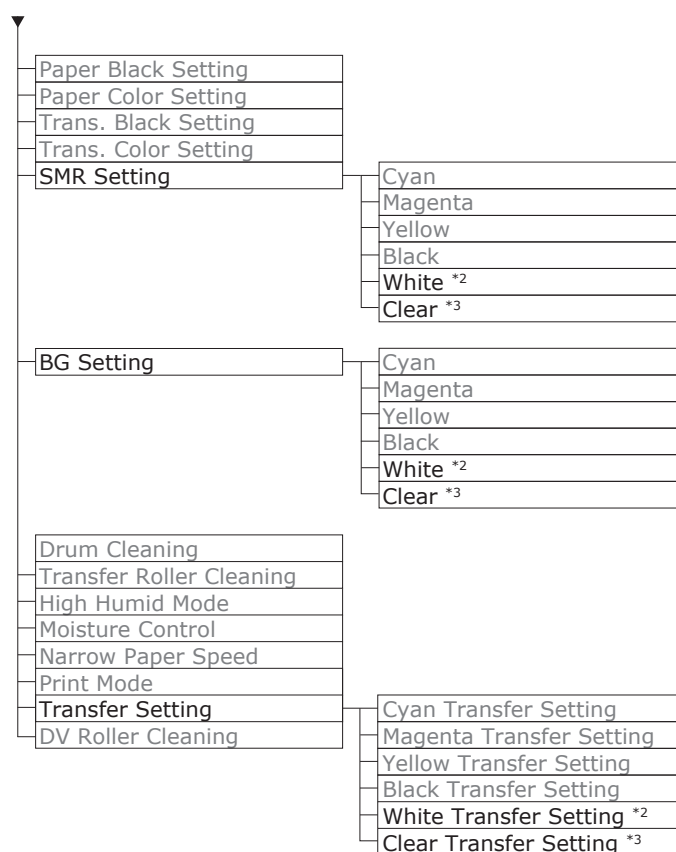 Paper Black Setting
Paper Color Setting
Trans. Black Setting
Trans. Color Setting
SMR Setting
Cyan
Magenta
Yellow
Black
White *2
Clear *3
BG Setting
Cyan
Magenta
Yellow
Black
White *2
Clear *3
Drum Cleaning
Transfer Roller Cleaning
High Humid Mode
Moisture Control
Narrow Paper Speed
Print Mode
Transfer Setting
Cyan Transfer Setting
Magenta Transfer Setting
Yellow Transfer Setting
Black Transfer Setting
White Transfer Setting *2
Clear Transfer Setting *3
DV Roller Cleaning